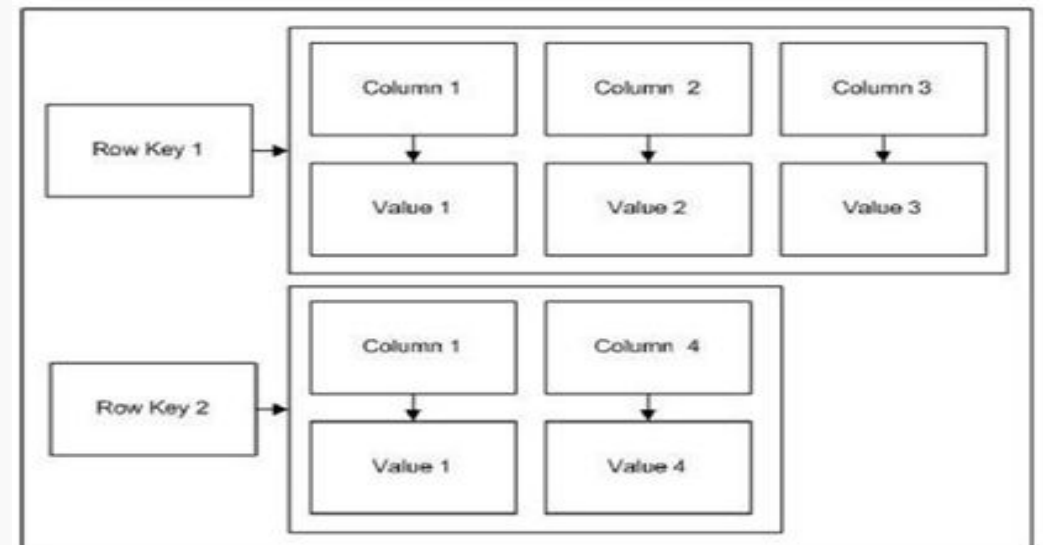 Column 1
Column 2
Column 3
Row Key 1
Value 1
Value 2
Value 3
Column 1
Column 4
Row Key 2
Value 1
Value 4